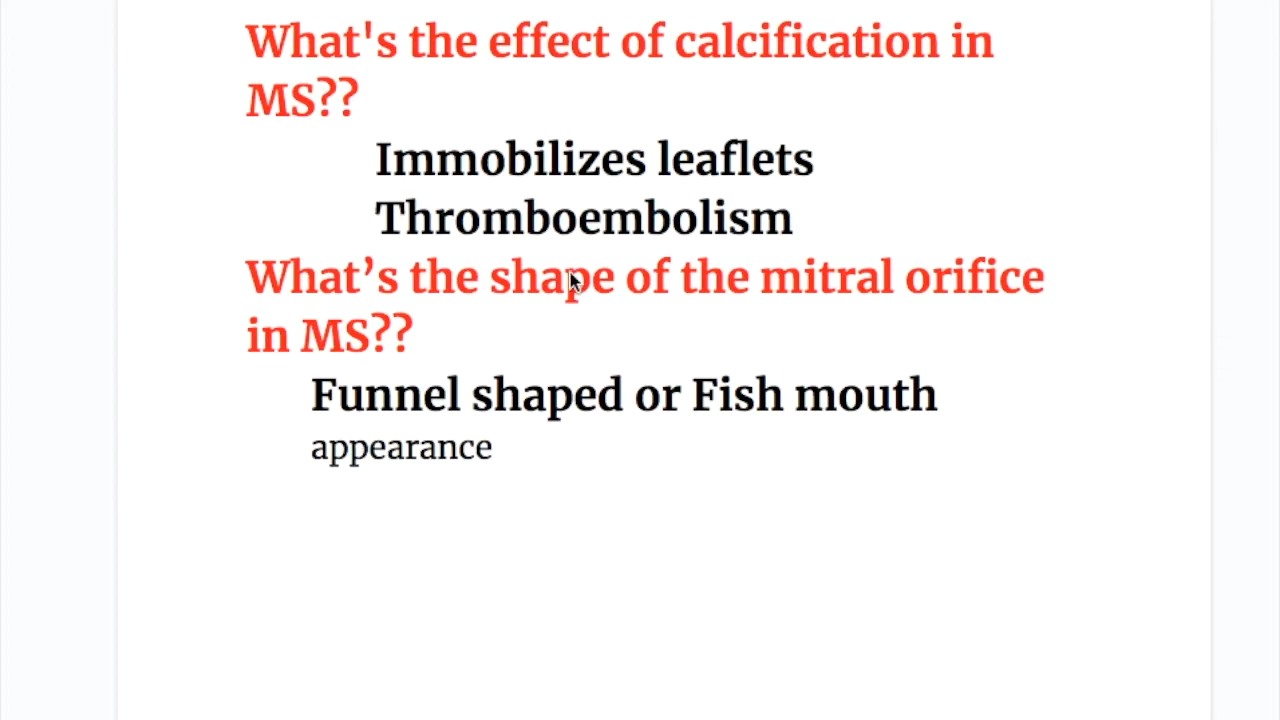 What's the effect of calcification in
MS??
Immobilizes leaflets
Thromboembolism
What’s the shape of the mitral orifice
in MS??
Funnel shaped or Fish mouth
appearance